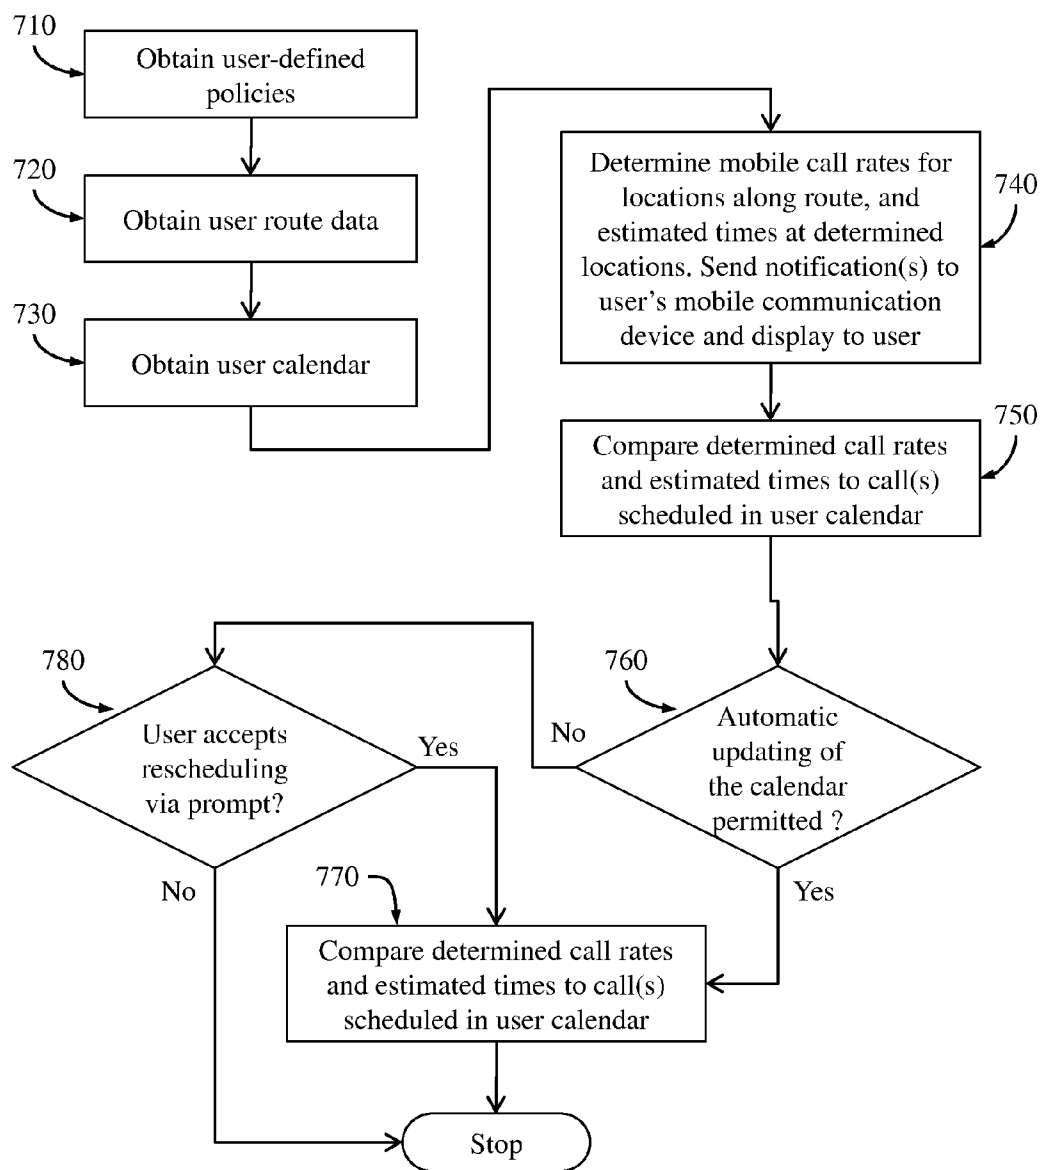 710
Obtain user-defined
policies
720
Obtain user route data
730
Obtain user calendar
Determine mobile call rates for
locations along route, and
estimated times at determined
locations. Send notification(s) to
user's mobile communication
device and display to user
740
Compare determined call rates
and estimated times to call(s)
scheduled in user calendar
750
760
Automatic
updating of
the calendar
permitted ?
No
Yes
780
User accepts
rescheduling
via prompt?
Yes
No
770
Compare determined call rates
and estimated times to call(s)
scheduled in user calendar
Stop